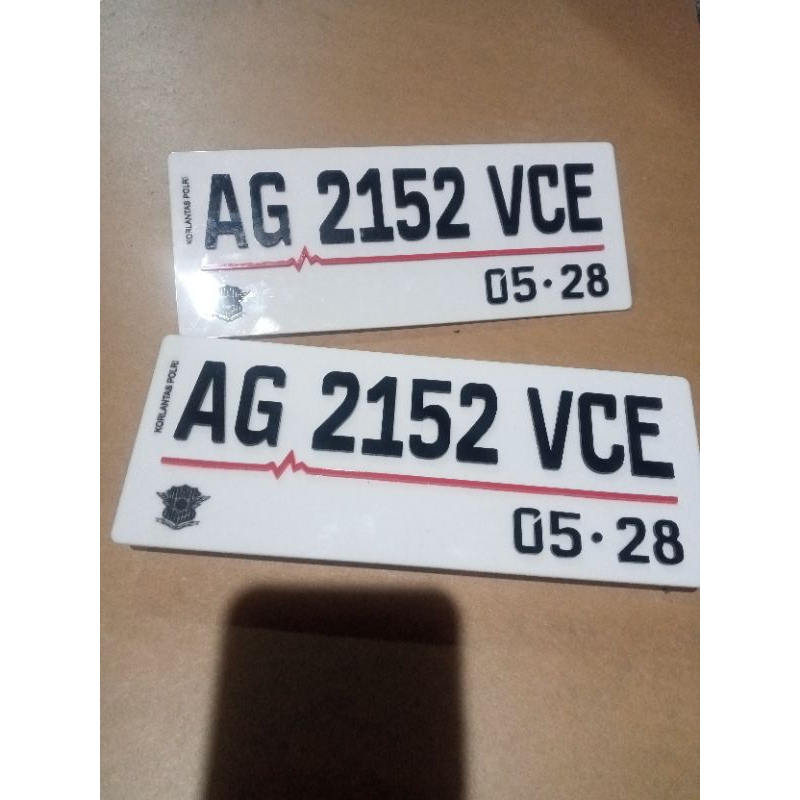 KORLANTAS POLRI
AG 2152 VCE
05·28
KORLANTAS POLRI
AG 2152 VCE
05·28